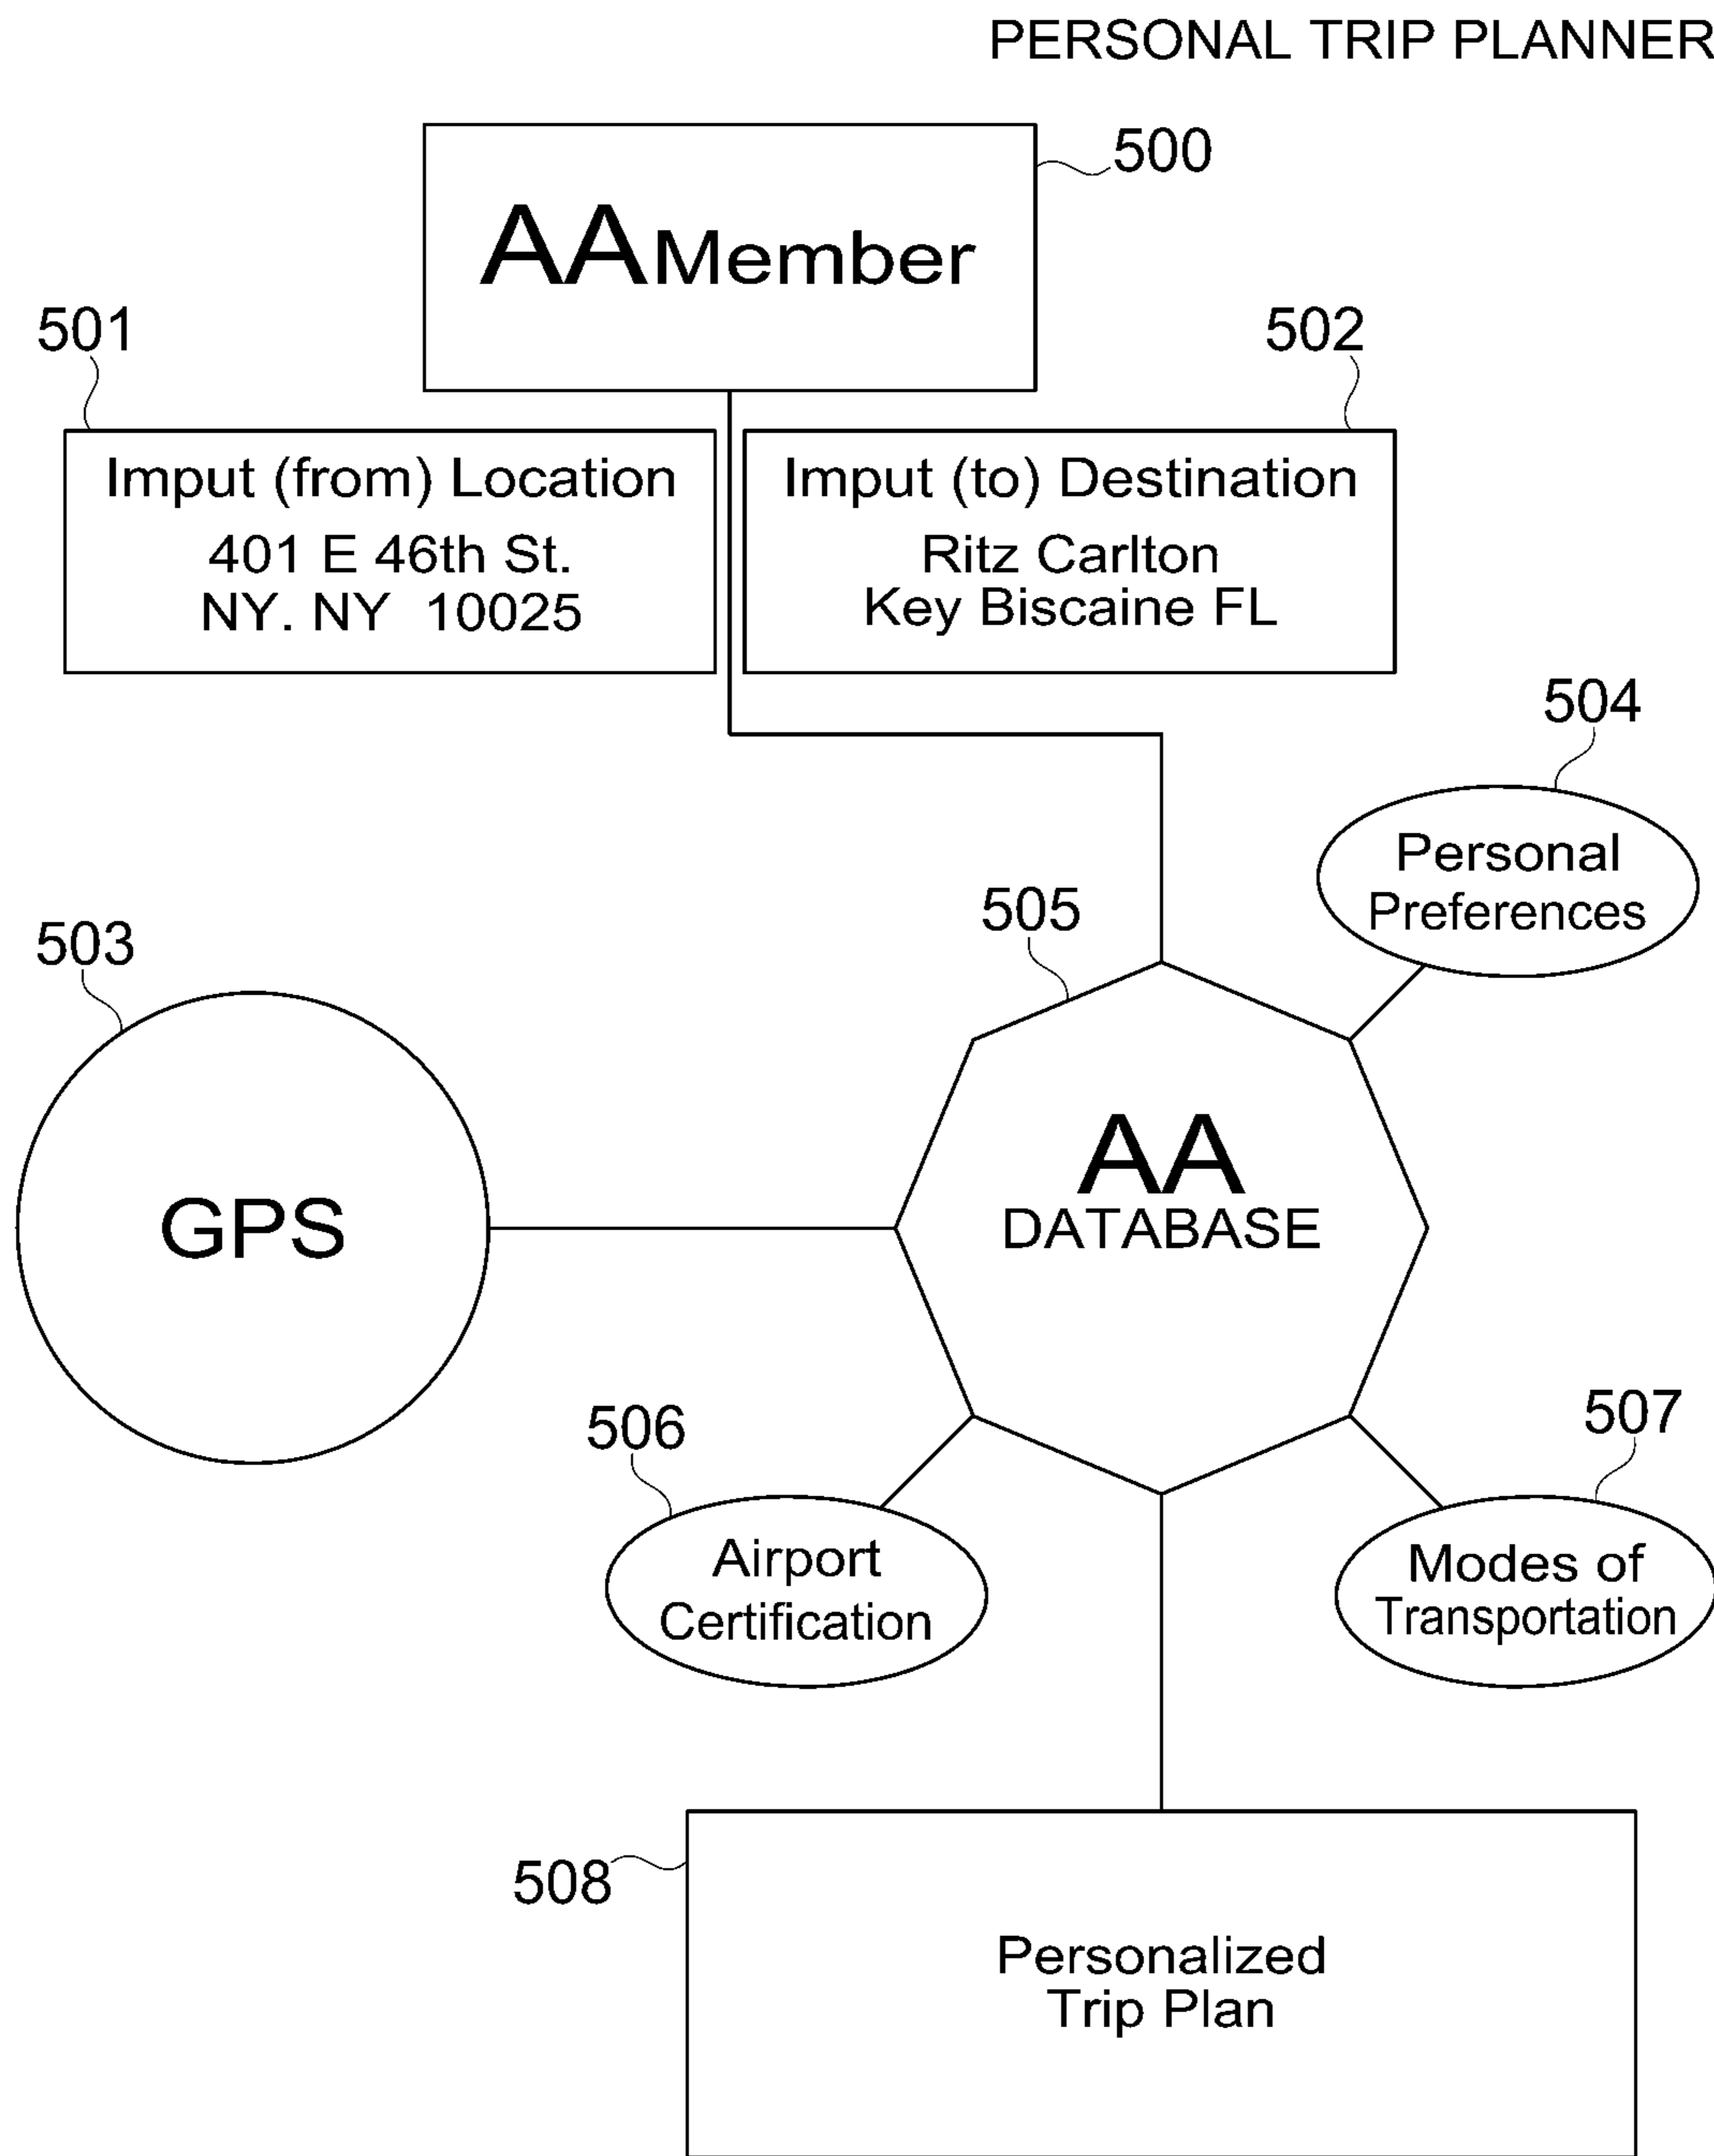 PERSONAL TRIP PLANNER
500
AA Member
501
502
Imput (from) Location
401 E 46th St.
NY. NY 10025
Imput (to) Destination
Ritz Carlton
Key Biscaine FL
504
Personal
Preferences
505
503
AA
DATABASE
GPS
506
507
Airport
Certification
Modes of
Transportation
508
Personalized
Trip Plan